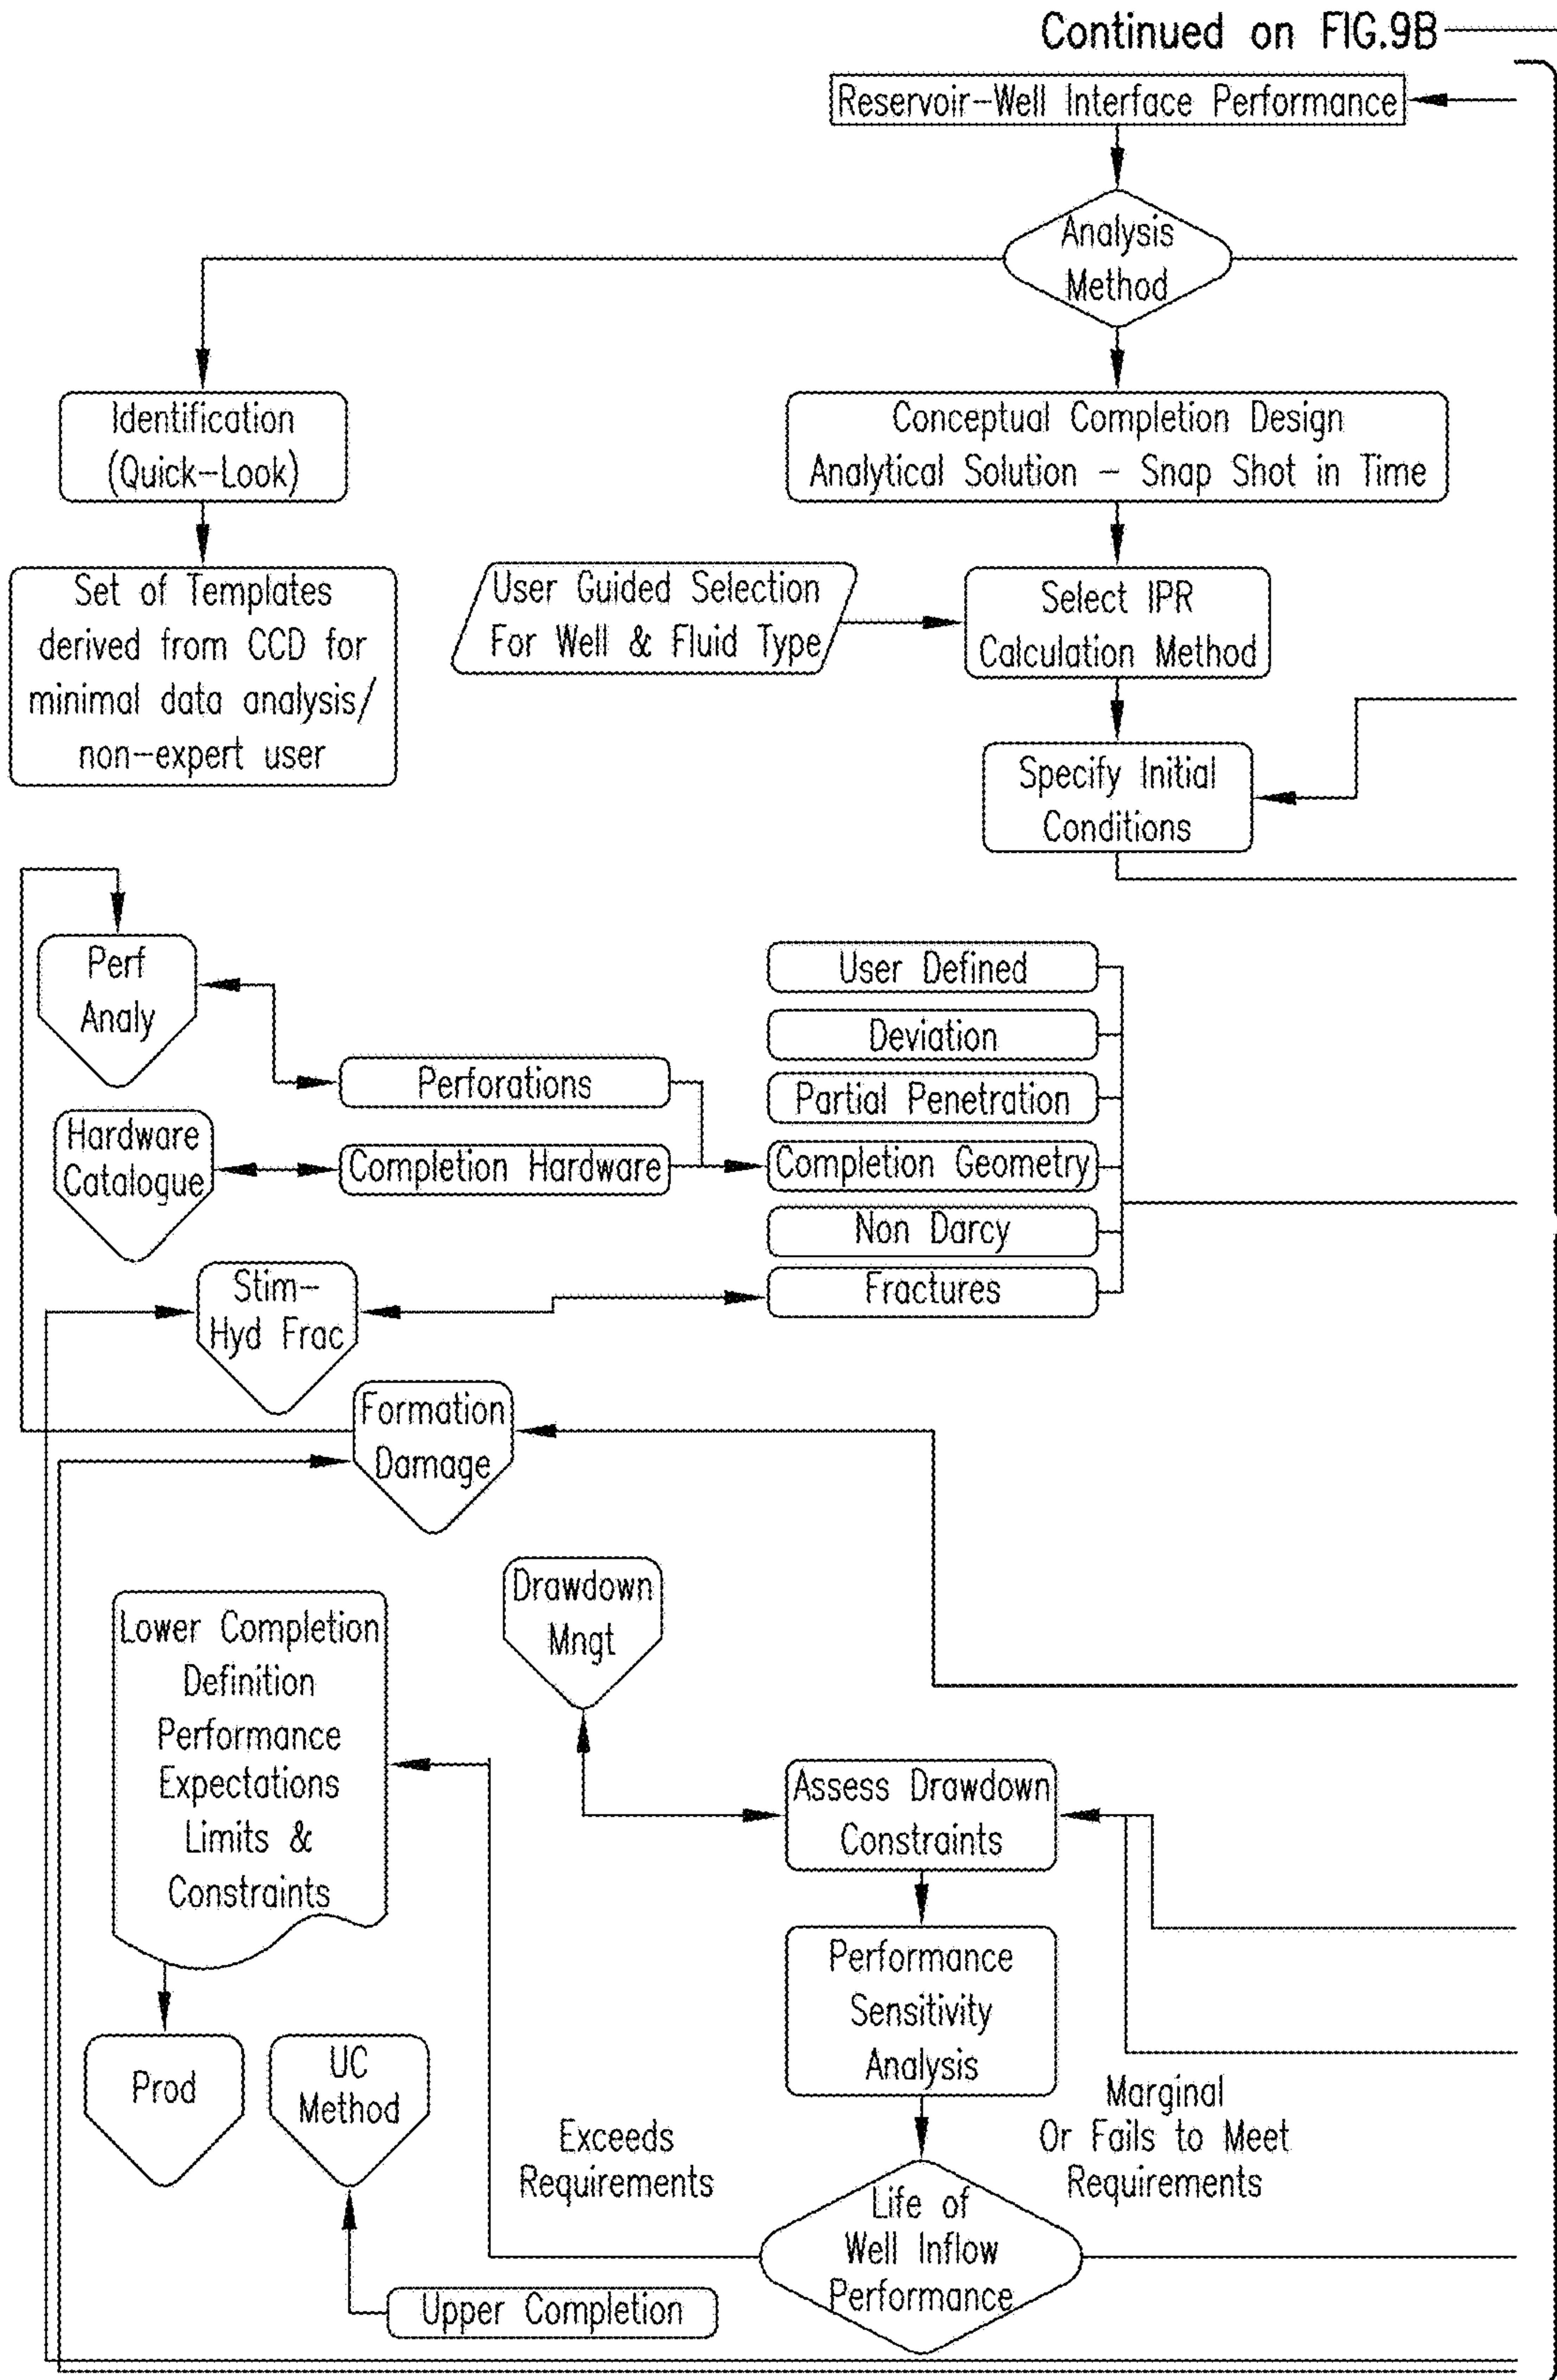 Continued on FIG.9B
Reservoir-Well Interface Performance
Analysis
Method
Identification
(Quick-Look)
Conceptual Completion Design
Analytical Solution - Snap Shot in Time
Set of Templates
derived from CCD for
minimal data analysis/
non-expert user
User Guided Selection
For Well & Fluid Type
Select IPR
Calculation Method
Specify Initial
Conditions
Perf
Analy
User Defined
Deviation
Perforations
Partial Penetration
Hardware
Catalogue
Completion Hardware
Completion Geometry
Non Darcy
Stim-
Hyd Frac
Fractures
Formation
Damage
Drawdown
Mngt
Lower Completion
Definition
Performance
Expectations
Limits &
Constraints
Assess Drawdown
Constraints
Performance
Sensitivity
Analysis
Prod
UC
Method
Exceeds
Requirements
Marginal
Or Fails to Meet
Requirements
Life of
Well Inflow
Performance
Upper Completion